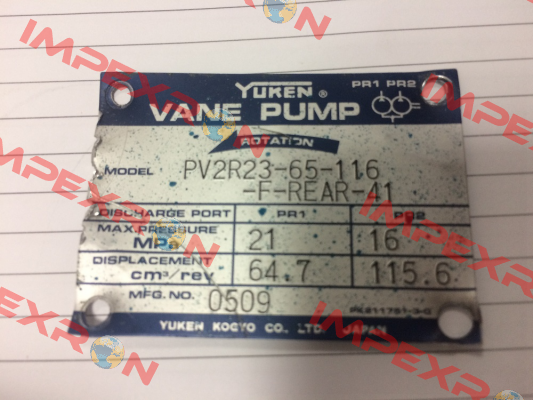 YUKEN ® PR1 PR2
VANE PUMP
ROTATION
MODEL PV2R23-65-116
-F-REAR-41
DISCHARGE PORT PR1 PR2
MAX.PRESSURE
MPa 21 16
DISPLACEMENT
cm³/rev 64.7 115.6
MFG.NO. 0509
YUKEN KOGYO CO., LTD. JAPAN
IMPEXRON
IMPEXRON
IMPEXRON
IMPEXRON
IMPEXRON